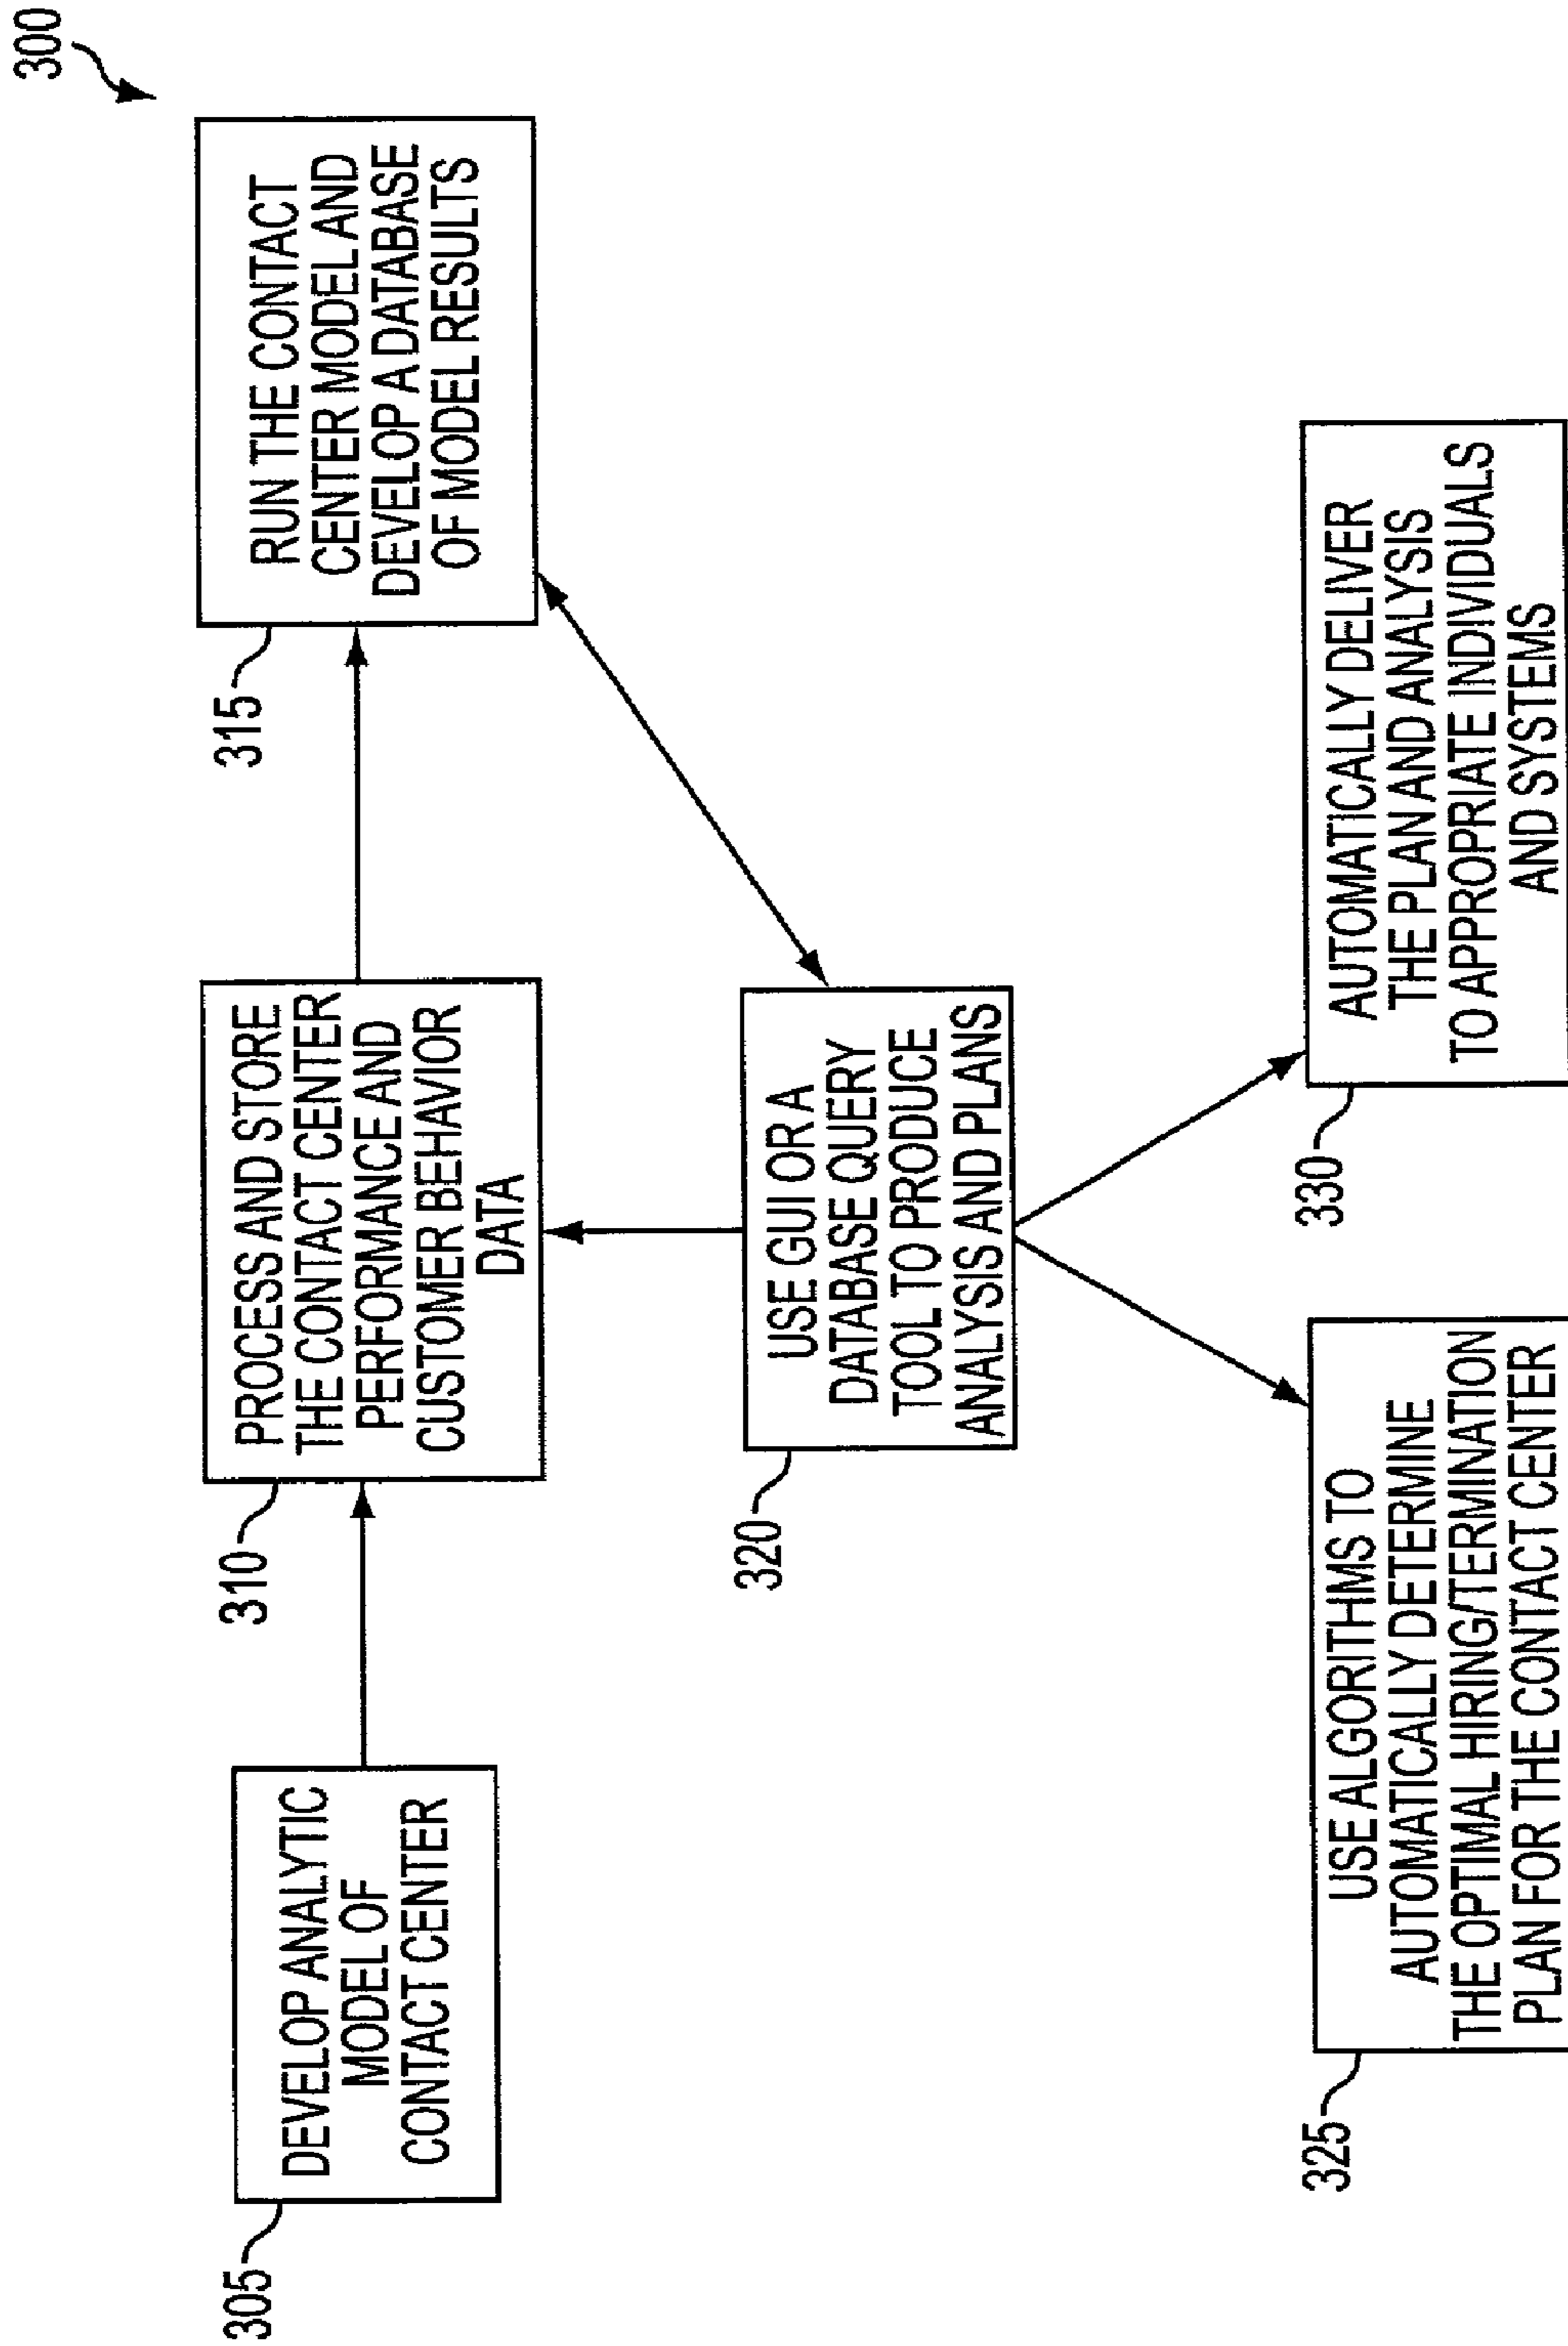 300
305
DEVELOP ANALYTIC
MODEL OF
CONTACT CENTER
310
PROCESS AND STORE
THE CONTACT CENTER
PERFORMANCE AND
CUSTOMER BEHAVIOR
DATA
315
RUN THE CONTACT
CENTER MODEL AND
DEVELOP A DATABASE
OF MODEL RESULTS
320
USE GUI OR A
DATABASE QUERY
TOOL TO PRODUCE
ANALYSIS AND PLANS
325
USE ALGORITHMS TO
AUTOMATICALLY DETERMINE
THE OPTIMAL HIRING/TERMINATION
PLAN FOR THE CONTACT CENTER
330
AUTOMATICALLY DELIVER
THE PLAN AND ANALYSIS
TO APPROPRIATE INDIVIDUALS
AND SYSTEMS